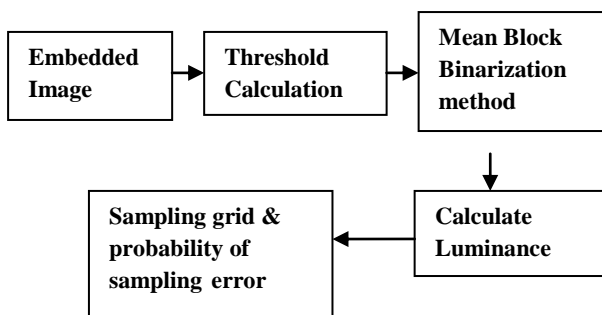 Embedded
Image
Threshold
Calculation
Mean Block
Binarization
method
Calculate
Luminance
Sampling grid &
probability of
sampling error